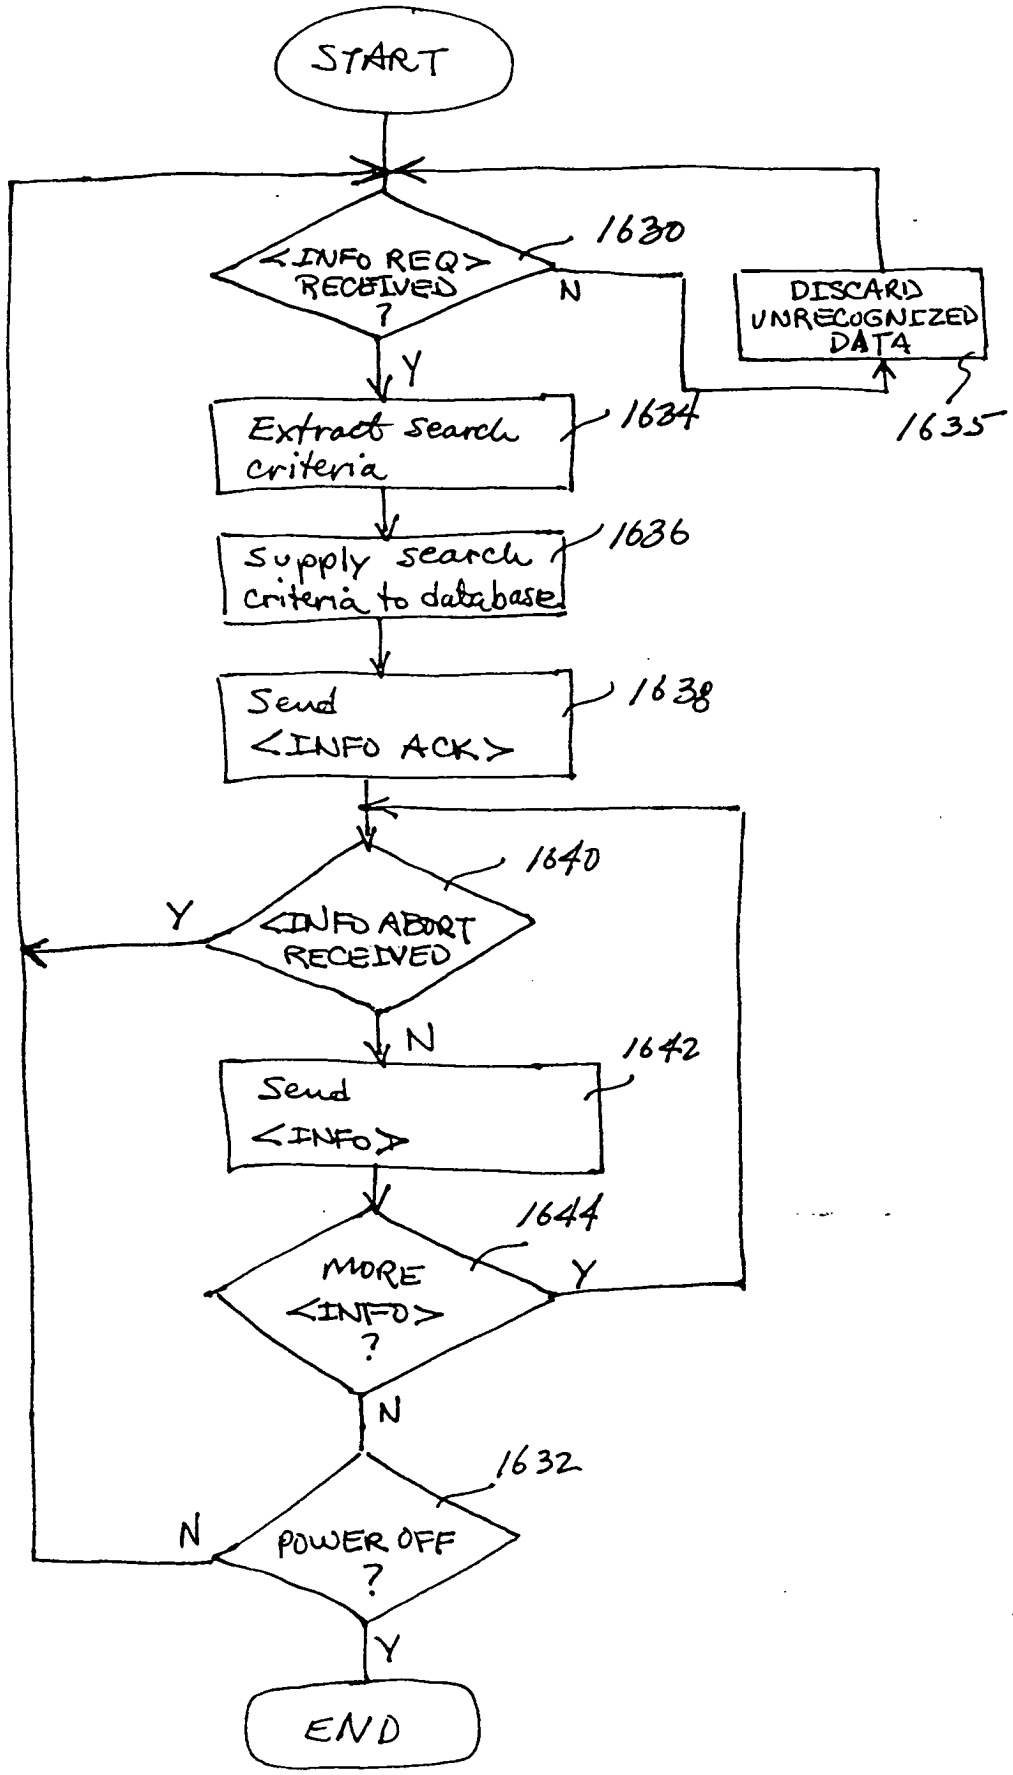 START
1630
<INFO REQ>
RECEIVED
?
N
Y
DISCARD
UNRECOGNIZED
DATA
1635
1634
Extract search
criteria
1636
Supply search
criteria to database
1638
Send
<INFO ACK>
1640
Y
<INFO ABORT
RECEIVED
N
1642
Send
<INFO>
1644
MORE
<INFO>
?
Y
N
1632
N
POWER OFF
?
Y
END